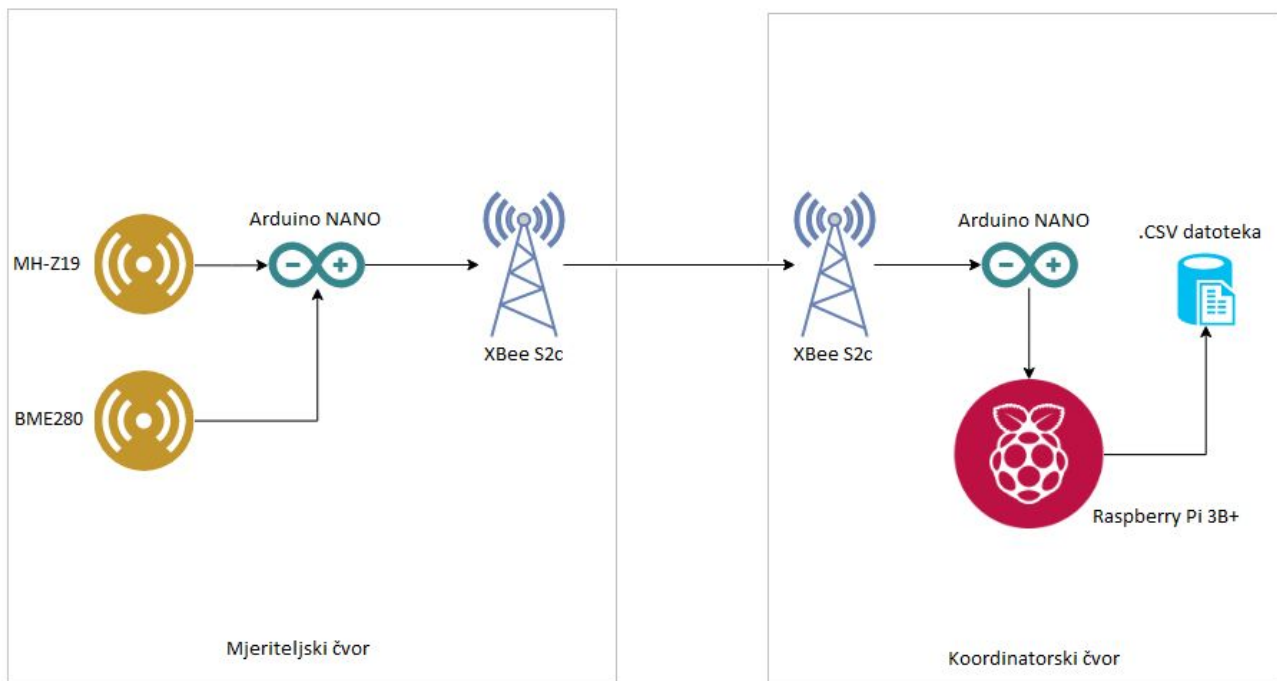 MH-Z19
BME280
Arduino NANO
XBee S2c
Mjeriteljski čvor
XBee S2c
Arduino NANO
.CSV datoteka
Raspberry Pi 3B+
Koordinatorski čvor